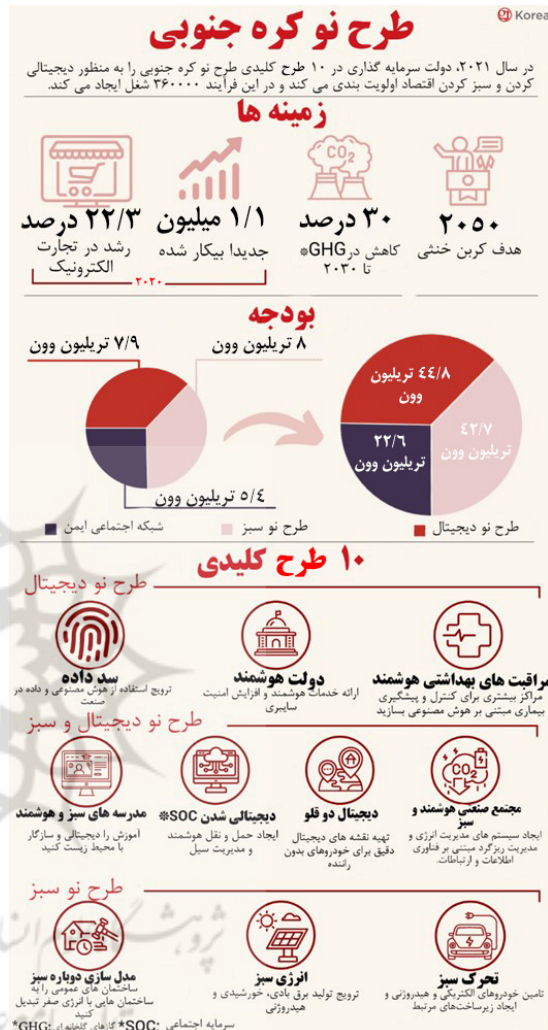 Korea
طرح نو کره جنوبی
در سال ۲۰۲۱، دولت سرمایه گذاری در ۱۰ طرح کلیدی طرح نو کره جنوبی را به منظور دیجیتالی
کردن و سبز کردن اقتصاد اولویت بندی می کند و در این فرآیند ۳۶۰۰۰۰ شغل ایجاد می کند.
زمینه ها
CO2
۲۰۵۰
هدف کربن خنثی
۳۰ درصد
کاهش در GHG*
تا ۲۰۳۰
۱/۱ میلیون
جدیدا بیکار شده
۲۲/۳ درصد
رشد در تجارت
الکترونیک
۲۰۲۰
بودجه
۴۴/۸ تریلیون
وون
۴۲/۷
تریلیون وون
۲۲/۶
تریلیون وون
۸ تریلیون وون
۷/۹ تریلیون وون
۵/۴ تریلیون وون
طرح نو دیجیتال
طرح نو سبز
شبکه اجتماعی ایمن
۱۰ طرح کلیدی
طرح نو دیجیتال
مراقبت های بهداشتی هوشمند
مراکز بیشتری برای کنترل و پیشگیری
بیماری مبتنی بر هوش مصنوعی بسازید
دولت هوشمند
ارائه خدمات هوشمند و افزایش امنیت
سایبری
سد داده
ترویج استفاده از هوش مصنوعی و داده در
صنعت
طرح نو دیجیتال و سبز
CO2
مجتمع صنعتی هوشمند و
سبز
ایجاد سیستم های مدیریت انرژی و
مدیریت ریزگرد مبتنی بر فناوری
اطلاعات و ارتباطات.
دیجیتال دو قلو
تهیه نقشه های دیجیتال
دقیق برای خودروهای بدون
راننده
دیجیتالی شدن SOC*
ایجاد حمل و نقل هوشمند
و مدیریت سیل
مدرسه های سبز و هوشمند
آموزش را دیجیتالی و سازگار
با محیط زیست کنید
طرح نو سبز
تحرک سبز
تامین خودروهای الکتریکی و هیدروژنی و
ایجاد زیرساخت‌های مرتبط
انرژی سبز
ترویج تولید برق بادی، خورشیدی و
هیدروژنی
مدل سازی دوباره سبز
ساختمان های عمومی را به
ساختمان هایی با انرژی صفر تبدیل
کنید
سرمایه اجتماعی :SOC* گازهای گلخانه ای:GHG*